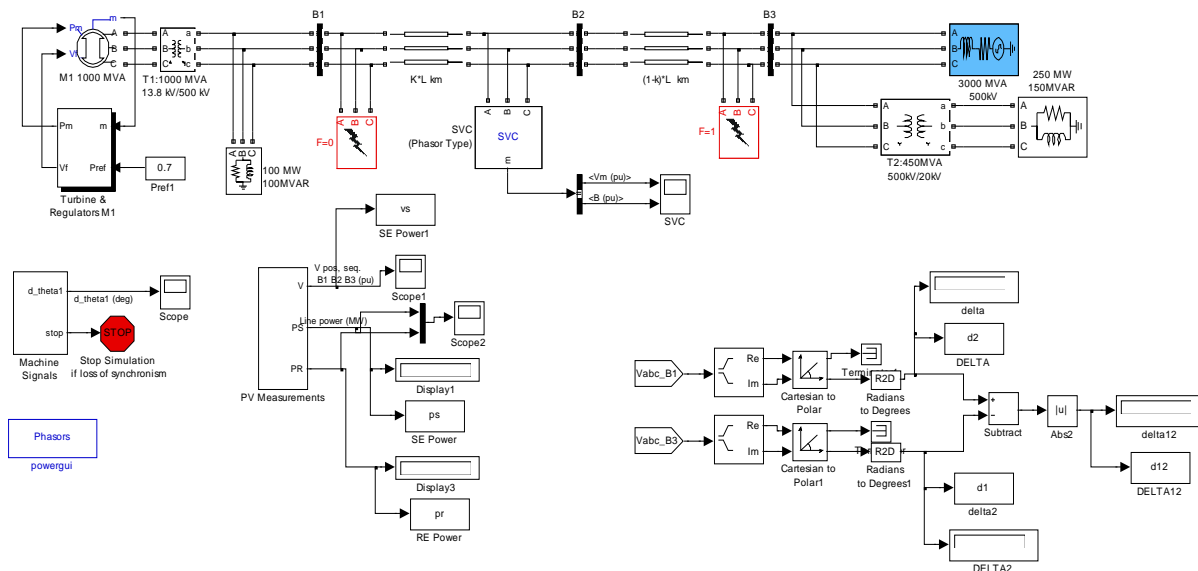 B1
B2
B3
Pm
m
Vf
A
B
C
A
B
C
a
b
c
M1 1000 MVA
T1:1000 MVA
13.8 kV/500 kV
K*L km
(1-k)*L km
A
B
C
3000 MVA
500kV
250 MW
150MVAR
Pm
m
Vf
Pref
0.7
Pref1
Turbine &
Regulators M1
A
B
C
100 MW
100MVAR
A
B
C
F=0
A
B
C
SVC
(Phasor Type)
SVC
m
<Vm (pu)>
<B (pu)>
SVC
A
B
C
F=1
A
B
C
a
b
c
T2:450MVA
500kV/20kV
A
B
C
vs
SE Power1
V pos. seq.
B1 B2 B3 (pu)
V
Scope1
Line power (MW)
PS
Scope2
PR
PV Measurements
Display1
ps
SE Power
Display3
pr
RE Power
d_theta1
d_theta1 (deg)
Scope
stop
STOP
Machine
Signals
Stop Simulation
if loss of synchronism
Phasors
powergui
delta
d2
DELTA
Vabc_B1
Re
Im
Cartesian to
Polar
R2D
Radians
to Degrees
Vabc_B3
Re
Im
Cartesian to
Polar1
R2D
Radians
to Degrees1
+
−
Subtract
|u|
Abs2
delta12
d12
DELTA12
d1
delta2
DELTA2